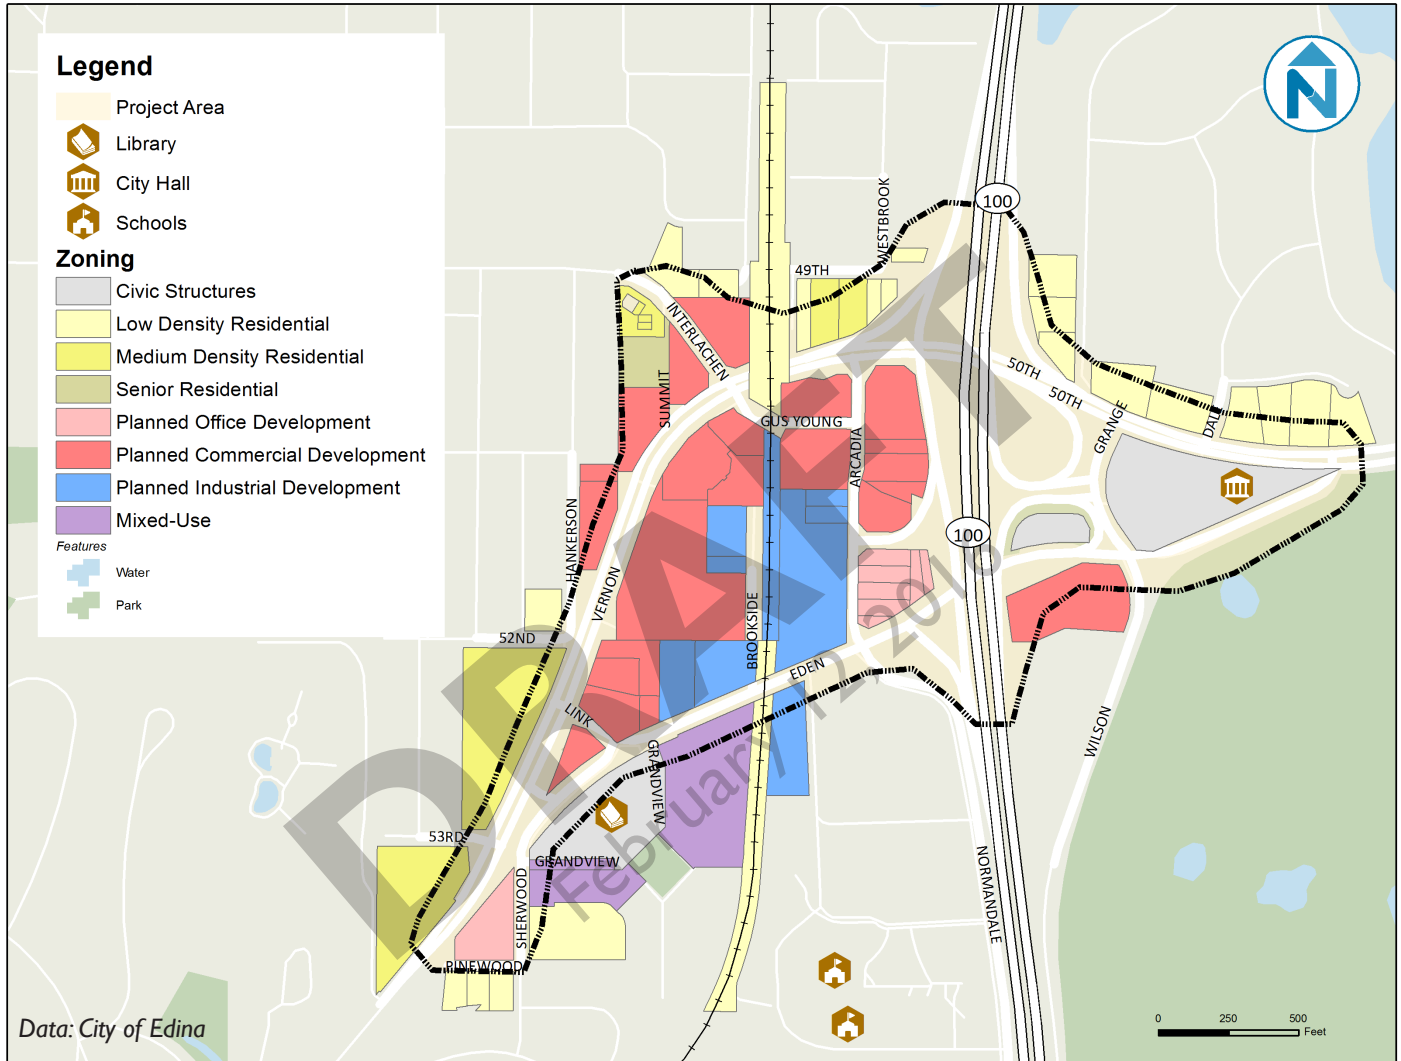 Legend
Project Area
Library
City Hall
Schools
Zoning
Civic Structures
Low Density Residential
Medium Density Residential
Senior Residential
Planned Office Development
Planned Commercial Development
Planned Industrial Development
Mixed-Use
Features
Water
Park
N
100
WESTBROOK
49TH
INTERLACHEN
SUMMIT
50TH
50TH
GRANGE
DALE
GUS YOUNG
ARCADIA
HANKERSON
VERNON
BROOKSIDE
100
52ND
EDEN
LINK
GRANDVIEW
WILSON
53RD
GRANDVIEW
SHERWOOD
NORMANDALE
PINEWOOD
DRAFT
February 12, 2016
Data: City of Edina
0 250 500
Feet